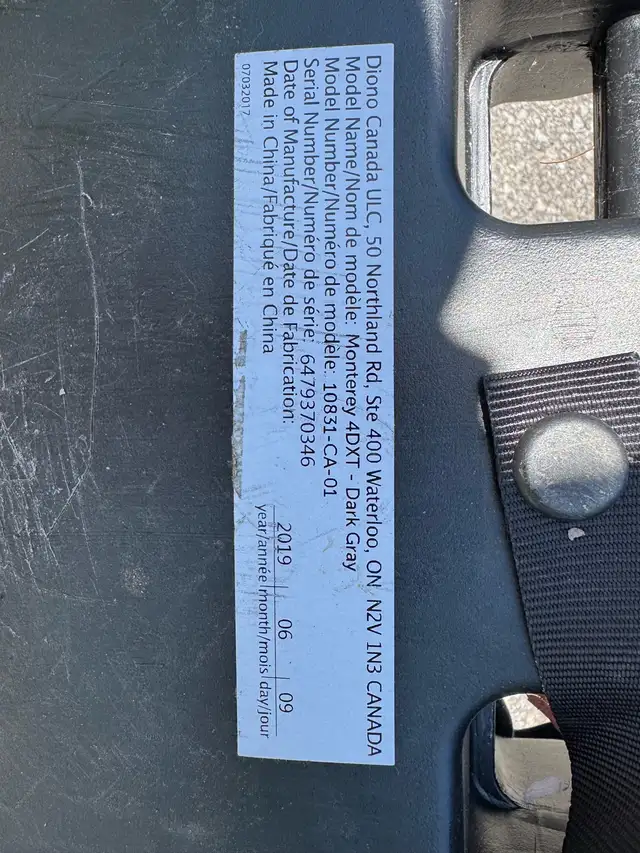 Diono Canada ULC, 50 Northland Rd, Ste 400 Waterloo, ON N2V 1N3 CANADA
Model Name/Nom de modèle: Monterey 4DXT - Dark Gray
Model Number/Numéro de modèle: 10831-CA-01
Serial Number/Numéro de série: 6479370346
Date of Manufacture/Date de Fabrication: 2019 | 06 | 09
year/année|month/mois|day/jour
Made in China/Fabriqué en China
07032017